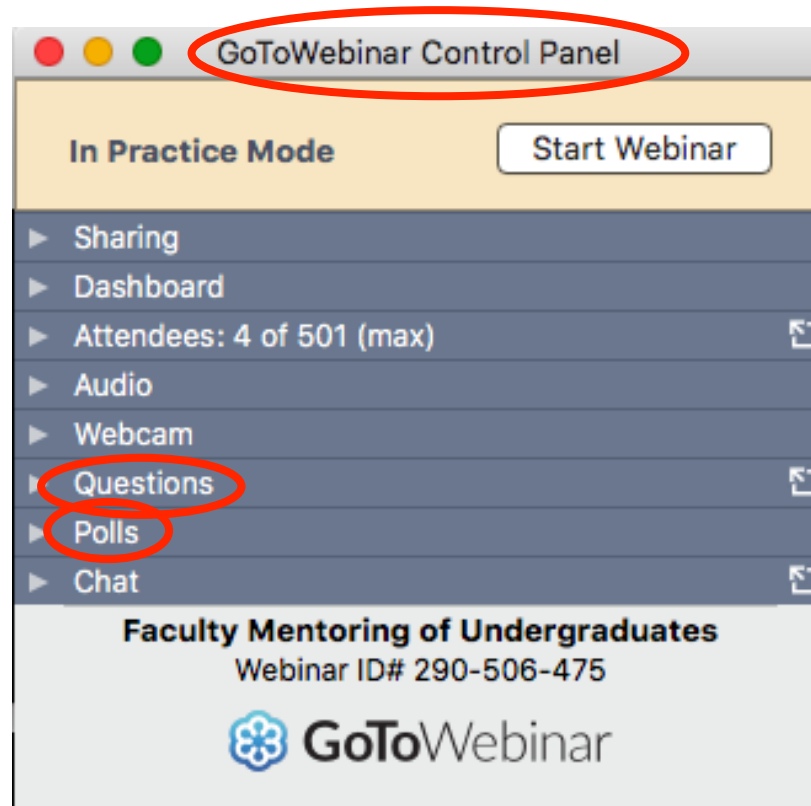 GoToWebinar Control Panel
In Practice Mode
Start Webinar
Sharing
Dashboard
Attendees: 4 of 501 (max)
Audio
Webcam
Questions
Polls
Chat
Faculty Mentoring of Undergraduates
Webinar ID# 290-506-475
GoToWebinar